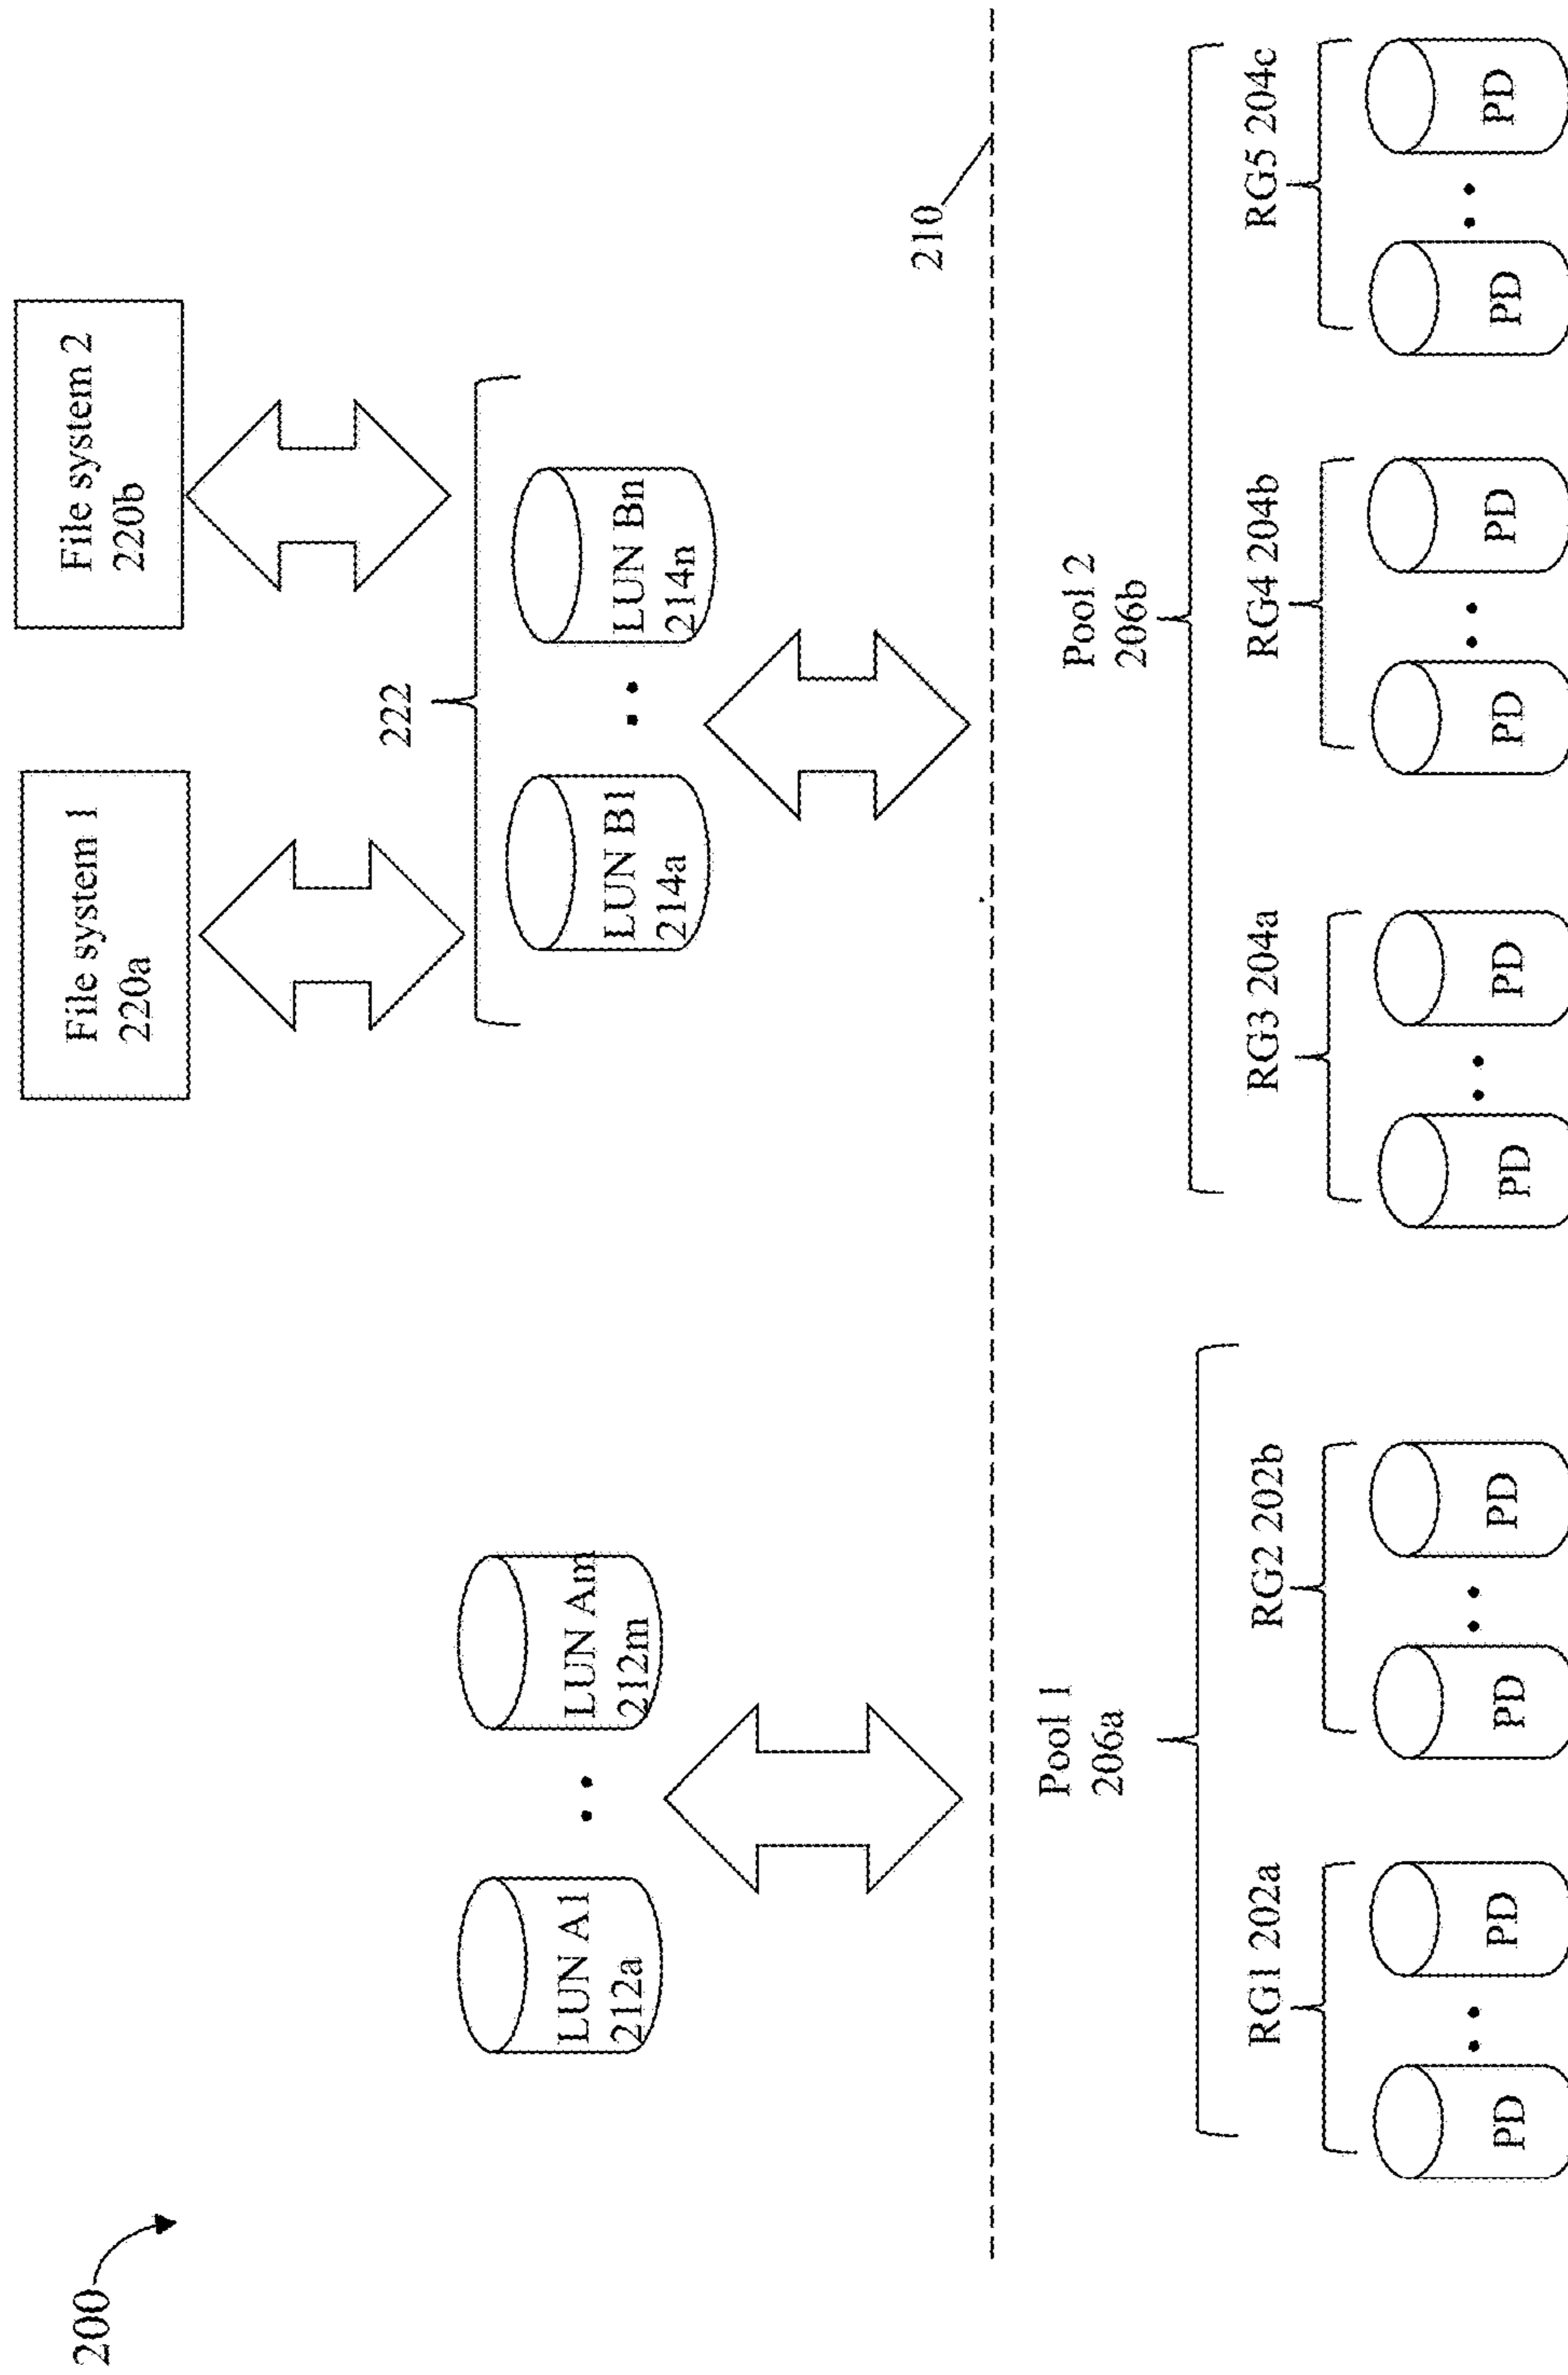 200
File system 1
220a
File system 2
220b
222
LUN A1
212a
LUN Am
212m
LUN B1
214a
LUN Bn
214n
210
Pool 1
206a
Pool 2
206b
RG1 202a
RG2 202b
RG3 204a
RG4 204b
RG5 204c
PD
PD
PD
PD
PD
PD
PD
PD
PD
PD